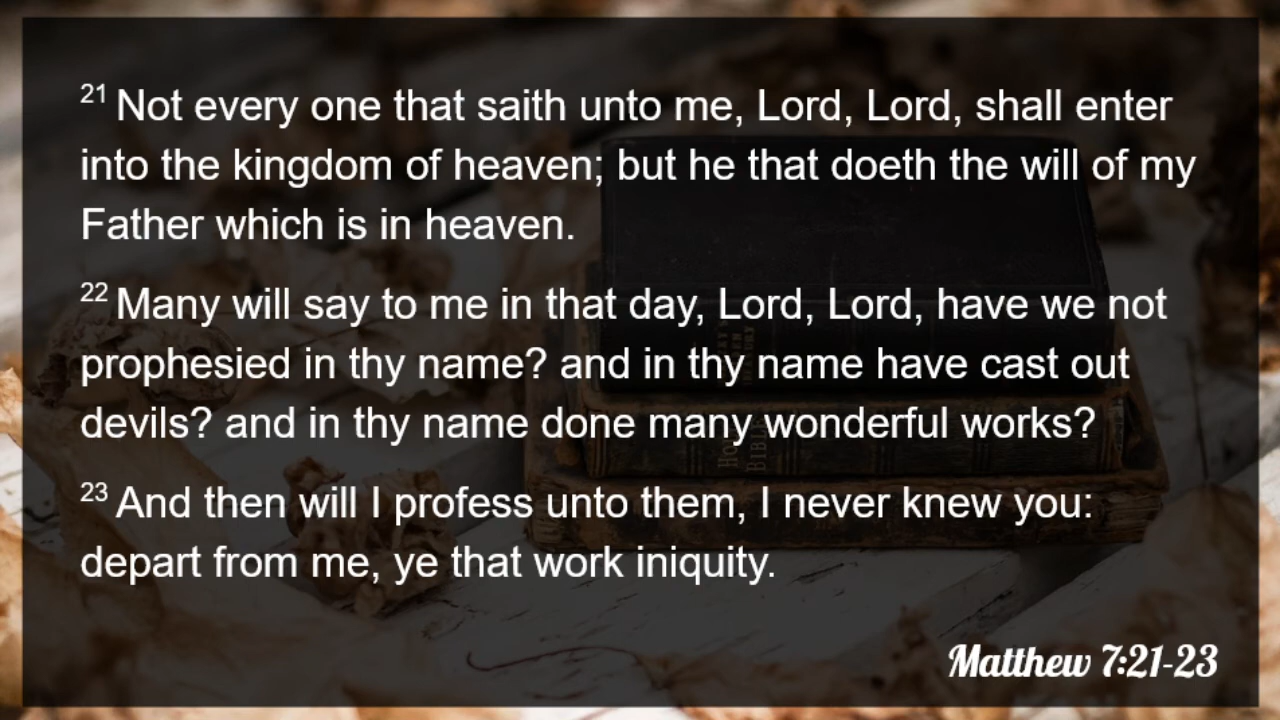 21 Not every one that saith unto me, Lord, Lord, shall enter
into the kingdom of heaven; but he that doeth the will of my
Father which is in heaven.
22 Many will say to me in that day, Lord, Lord, have we not
prophesied in thy name? and in thy name have cast out
devils? and in thy name done many wonderful works?
23 And then will I profess unto them, I never knew you:
depart from me, ye that work iniquity.
Matthew 7:21-23
Holy
Bible